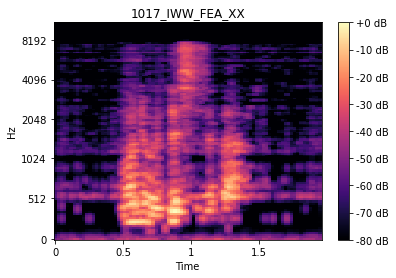 1017_IWW_FEA_XX
8192
4096
2048
1024
512
0
Hz
0
0.5
1
1.5
Time
+0 dB
-10 dB
-20 dB
-30 dB
-40 dB
-50 dB
-60 dB
-70 dB
-80 dB